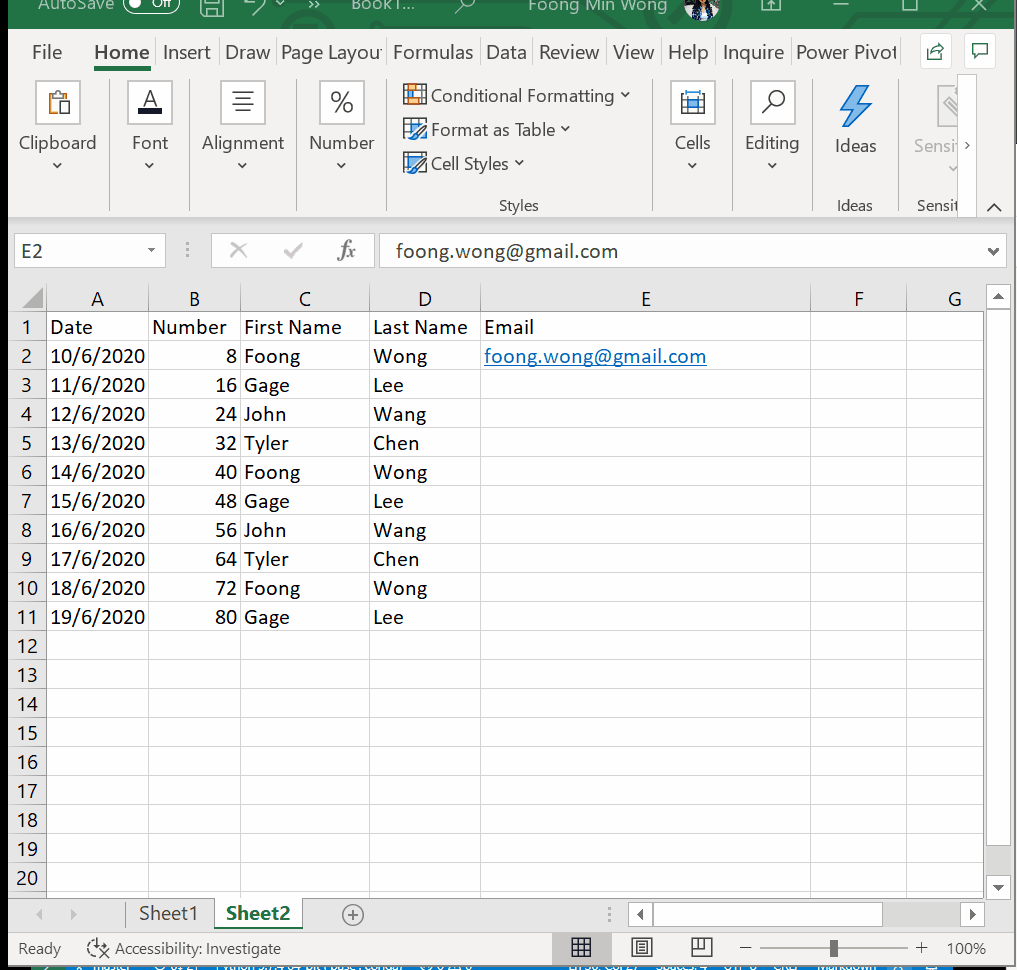 AutoSave Off Book1... Foong Min Wong
File Home Insert Draw Page Layou Formulas Data Review View Help Inquire Power Pivot
Clipboard Font Alignment Number Conditional Formatting Format as Table Cell Styles Cells Editing Ideas Sensi
Styles Ideas Sensit
E2 fx foong.wong@gmail.com
A B C D E F G
1 Date Number First Name Last Name Email
2 10/6/2020 8 Foong Wong foong.wong@gmail.com
3 11/6/2020 16 Gage Lee
4 12/6/2020 24 John Wang
5 13/6/2020 32 Tyler Chen
6 14/6/2020 40 Foong Wong
7 15/6/2020 48 Gage Lee
8 16/6/2020 56 John Wang
9 17/6/2020 64 Tyler Chen
10 18/6/2020 72 Foong Wong
11 19/6/2020 80 Gage Lee
12
13
14
15
16
17
18
19
20
Sheet1 Sheet2
Ready Accessibility: Investigate 100%